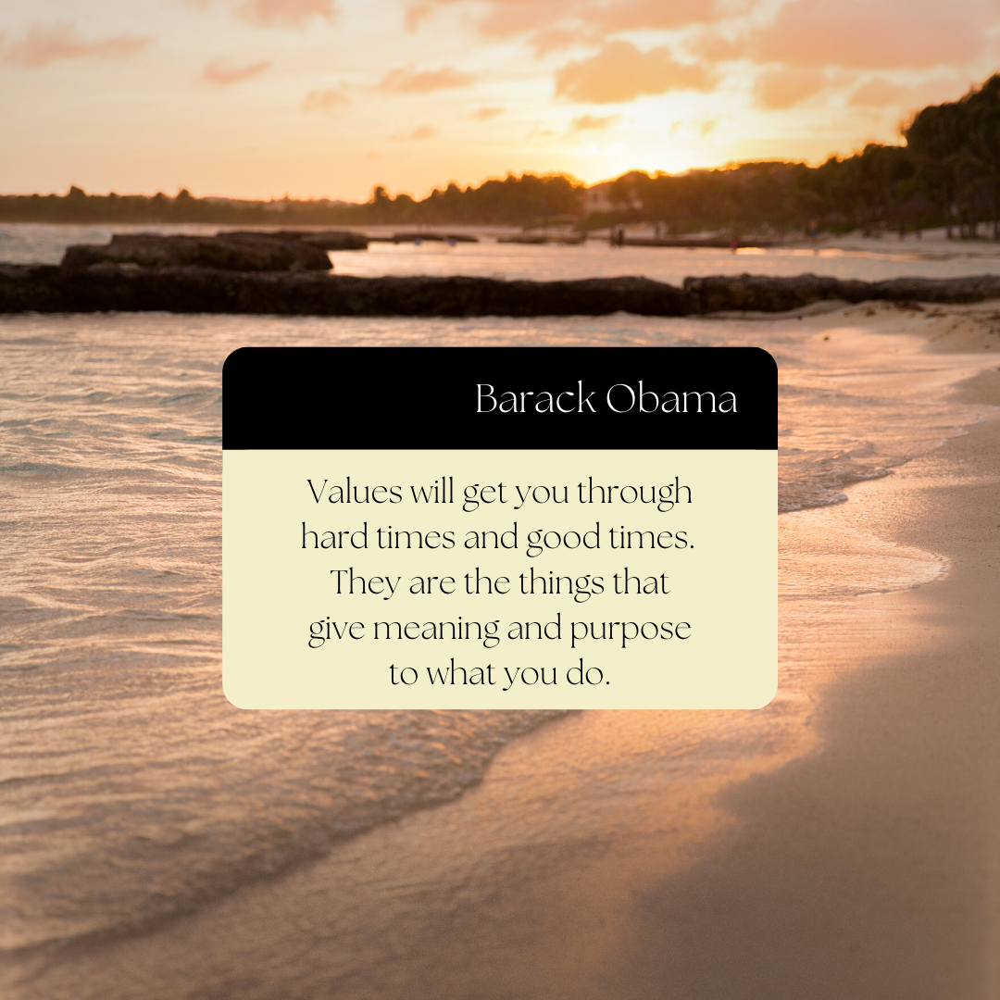 Barack Obama
Values will get you through
hard times and good times.
They are the things that
give meaning and purpose
to what you do.